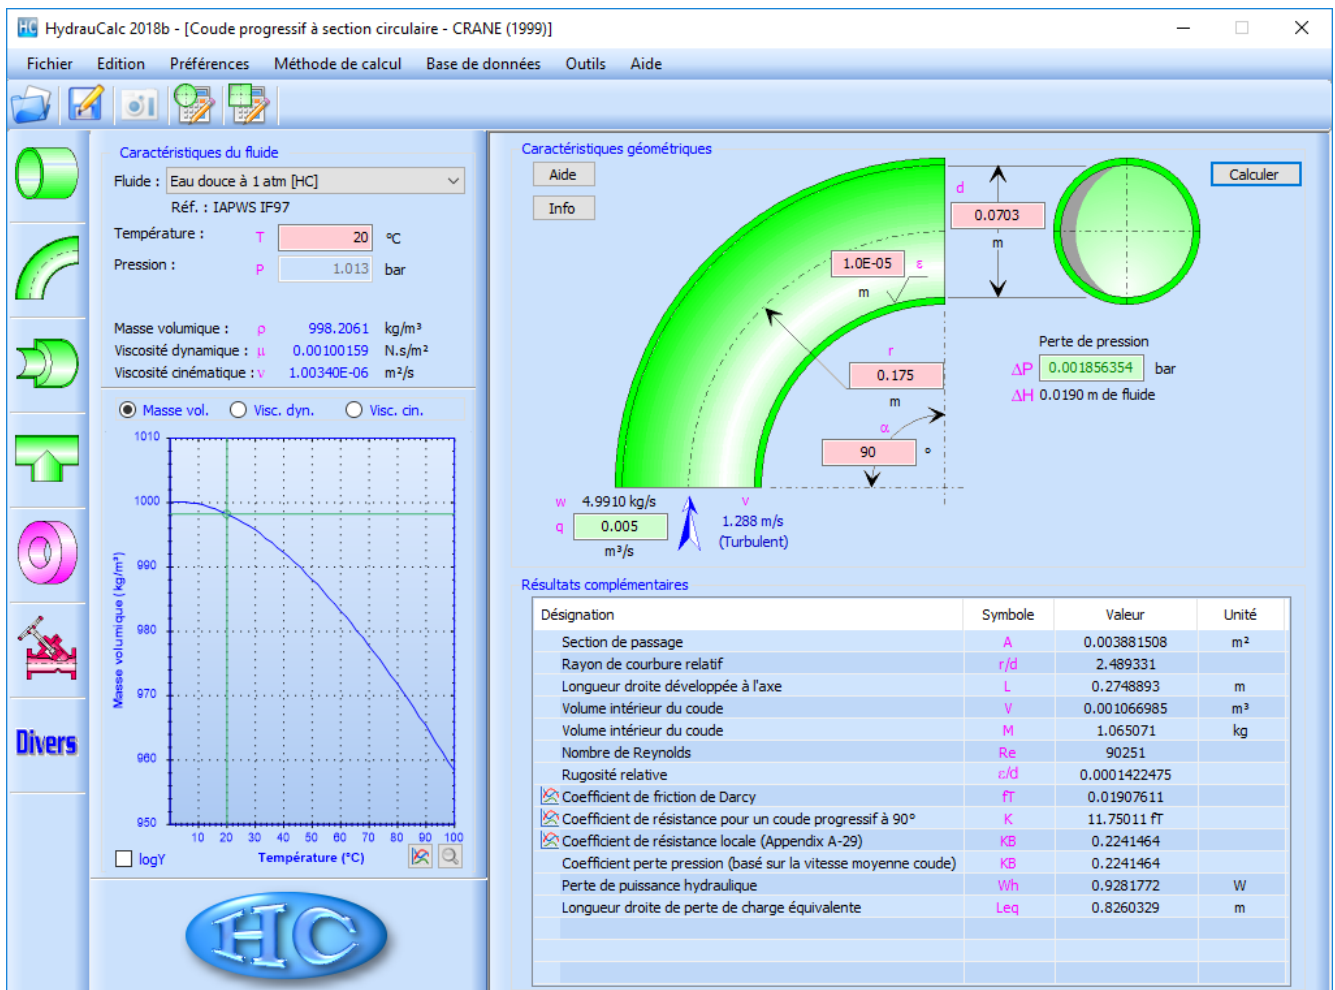 HydrauCalc 2018b - [Coude progressif à section circulaire - CRANE (1999)]
Fichier Edition Préférences Méthode de calcul Base de données Outils Aide
Caractéristiques du fluide
Fluide : Eau douce à 1 atm [HC]
Réf. : IAPWS IF97
Température : T 20 °C
Pression : P 1.013 bar
Masse volumique : ρ 998.2061 kg/m³
Viscosité dynamique : μ 0.00100159 N.s/m²
Viscosité cinématique : ν 1.00340E-06 m²/s
Masse vol. Visc. dyn. Visc. cin.
1010
1000
990
980
970
960
950
Masse volumique (kg/m³)
10 20 30 40 50 60 70 80 90 100
logY Température (°C)
Divers
HC
Caractéristiques géométriques
Aide
Info
Calculer
d
0.0703
m
1.0E-05 ε
m
r
0.175
m
α
90 °
Perte de pression
ΔP 0.001856354 bar
ΔH 0.0190 m de fluide
w 4.9910 kg/s
q 0.005
m³/s
v
1.288 m/s
(Turbulent)
Résultats complémentaires
Désignation Symbole Valeur Unité
Section de passage A 0.003881508 m²
Rayon de courbure relatif r/d 2.489331
Longueur droite développée à l'axe L 0.2748893 m
Volume intérieur du coude V 0.001066985 m³
Volume intérieur du coude M 1.065071 kg
Nombre de Reynolds Re 90251
Rugosité relative ε/d 0.0001422475
Coefficient de friction de Darcy fT 0.01907611
Coefficient de résistance pour un coude progressif à 90° K 11.75011 fT
Coefficient de résistance locale (Appendix A-29) KB 0.2241464
Coefficient perte pression (basé sur la vitesse moyenne coude) KB 0.2241464
Perte de puissance hydraulique Wh 0.9281772 W
Longueur droite de perte de charge équivalente Leq 0.8260329 m